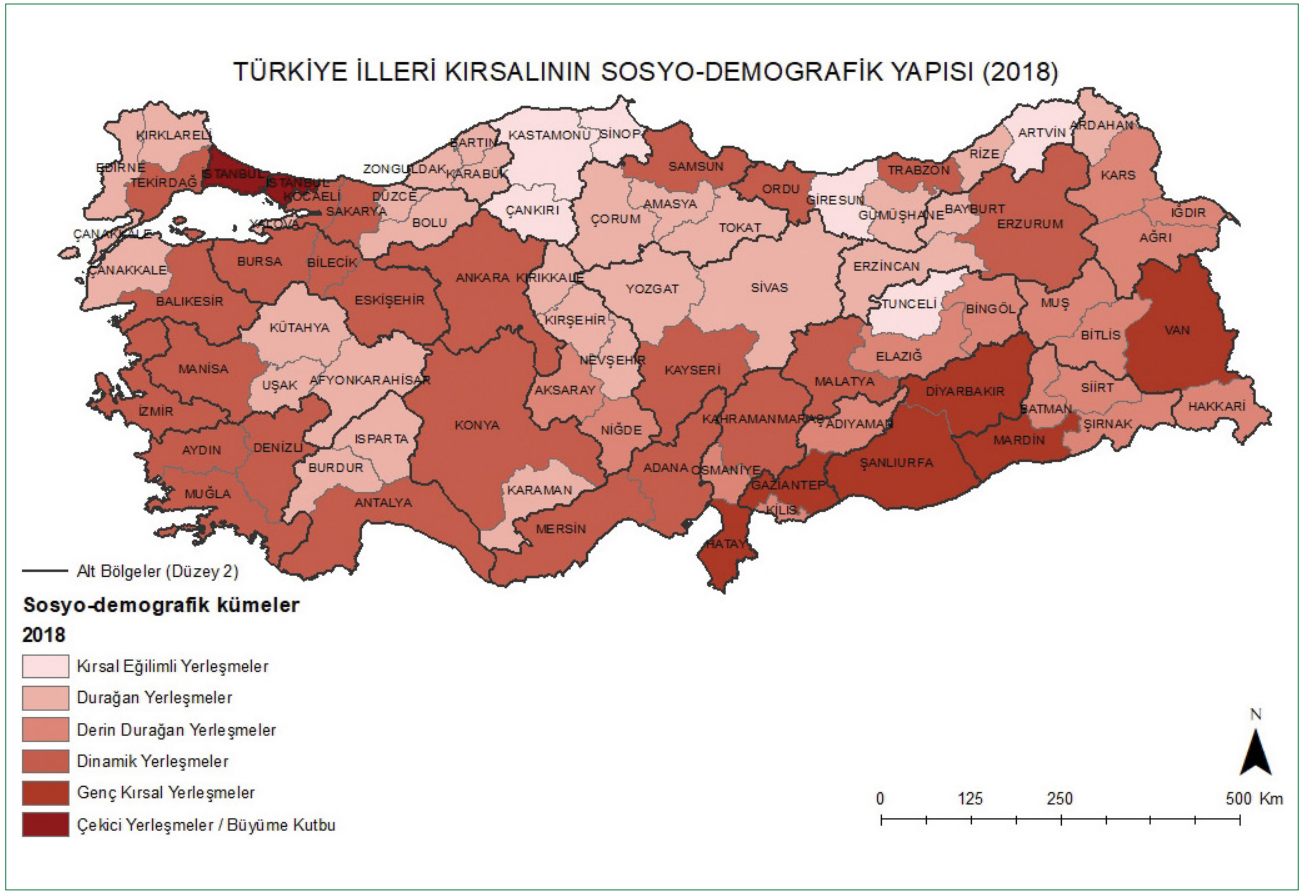 TÜRKİYE İLLERİ KIRSALININ SOSYO-DEMOGRAFİK YAPISI (2018)
KIRKLARELİ
EDİRNE
TEKİRDAĞ
İSTANBUL
İSTANBUL
KOCAELİ
YALOVA
SAKARYA
DÜZCE
BOLU
ZONGULDAK
BARTIN
KARABÜK
KASTAMONU
SİNOP
ÇANKIRI
SAMSUN
ORDU
GİRESUN
TRABZON
RİZE
ARTVİN
ARDAHAN
KARS
IĞDIR
AĞRI
ÇORUM
AMASYA
TOKAT
GÜMÜŞHANE
BAYBURT
ERZURUM
ERZİNCAN
ÇANAKKALE
ÇANAKKALE
BALIKESİR
BURSA
BİLECİK
ESKİŞEHİR
ANKARA
KIRIKKALE
YOZGAT
SİVAS
TUNCELİ
BİNGÖL
MUŞ
BİTLİS
VAN
KÜTAHYA
KIRŞEHİR
NEVŞEHİR
KAYSERİ
MALATYA
ELAZIĞ
DİYARBAKIR
BATMAN
SİİRT
ŞIRNAK
HAKKARİ
MANİSA
UŞAK
AFYONKARAHİSAR
AKSARAY
NİĞDE
KAHRAMANMARAŞ
ADIYAMAN
MARDİN
ŞANLIURFA
İZMİR
AYDIN
DENİZLİ
ISPARTA
BURDUR
KONYA
MUĞLA
ANTALYA
KARAMAN
MERSİN
ADANA
OSMANİYE
GAZİANTEP
KİLİS
HATAY
Alt Bölgeler (Düzey 2)
Sosyo-demografik kümeler
2018
Kırsal Eğilimli Yerleşmeler
Durağan Yerleşmeler
Derin Durağan Yerleşmeler
Dinamik Yerleşmeler
Genç Kırsal Yerleşmeler
Çekici Yerleşmeler / Büyüme Kutbu
N
0 125 250 500 Km